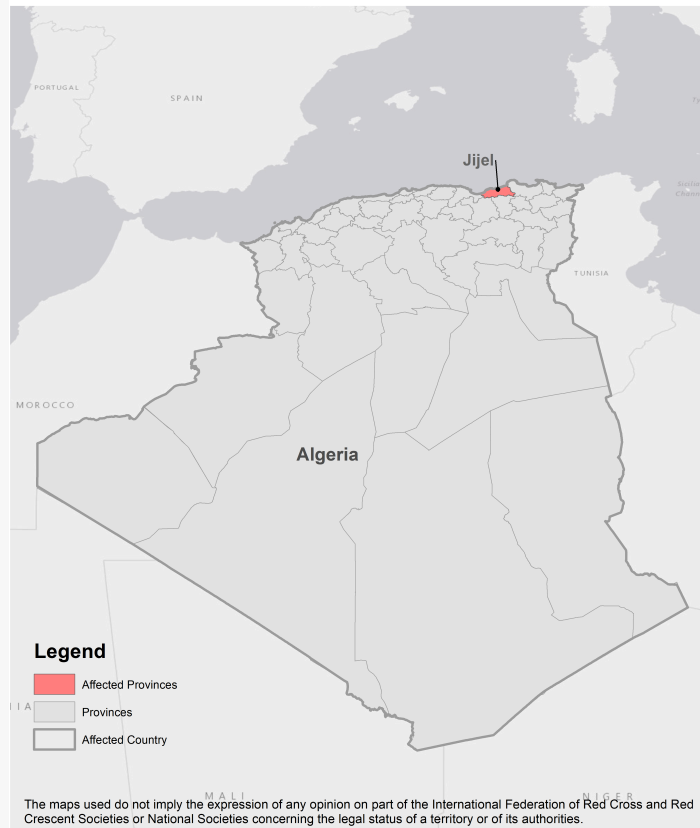 PORTUGAL
SPAIN
Jijel
TUNISIA
MOROCCO
Algeria
Legend
Affected Provinces
Provinces
Affected Country
MALI
NIGER
The maps used do not imply the expression of any opinion on part of the International Federation of Red Cross and Red
Crescent Societies or National Societies concerning the legal status of a territory or of its authorities.